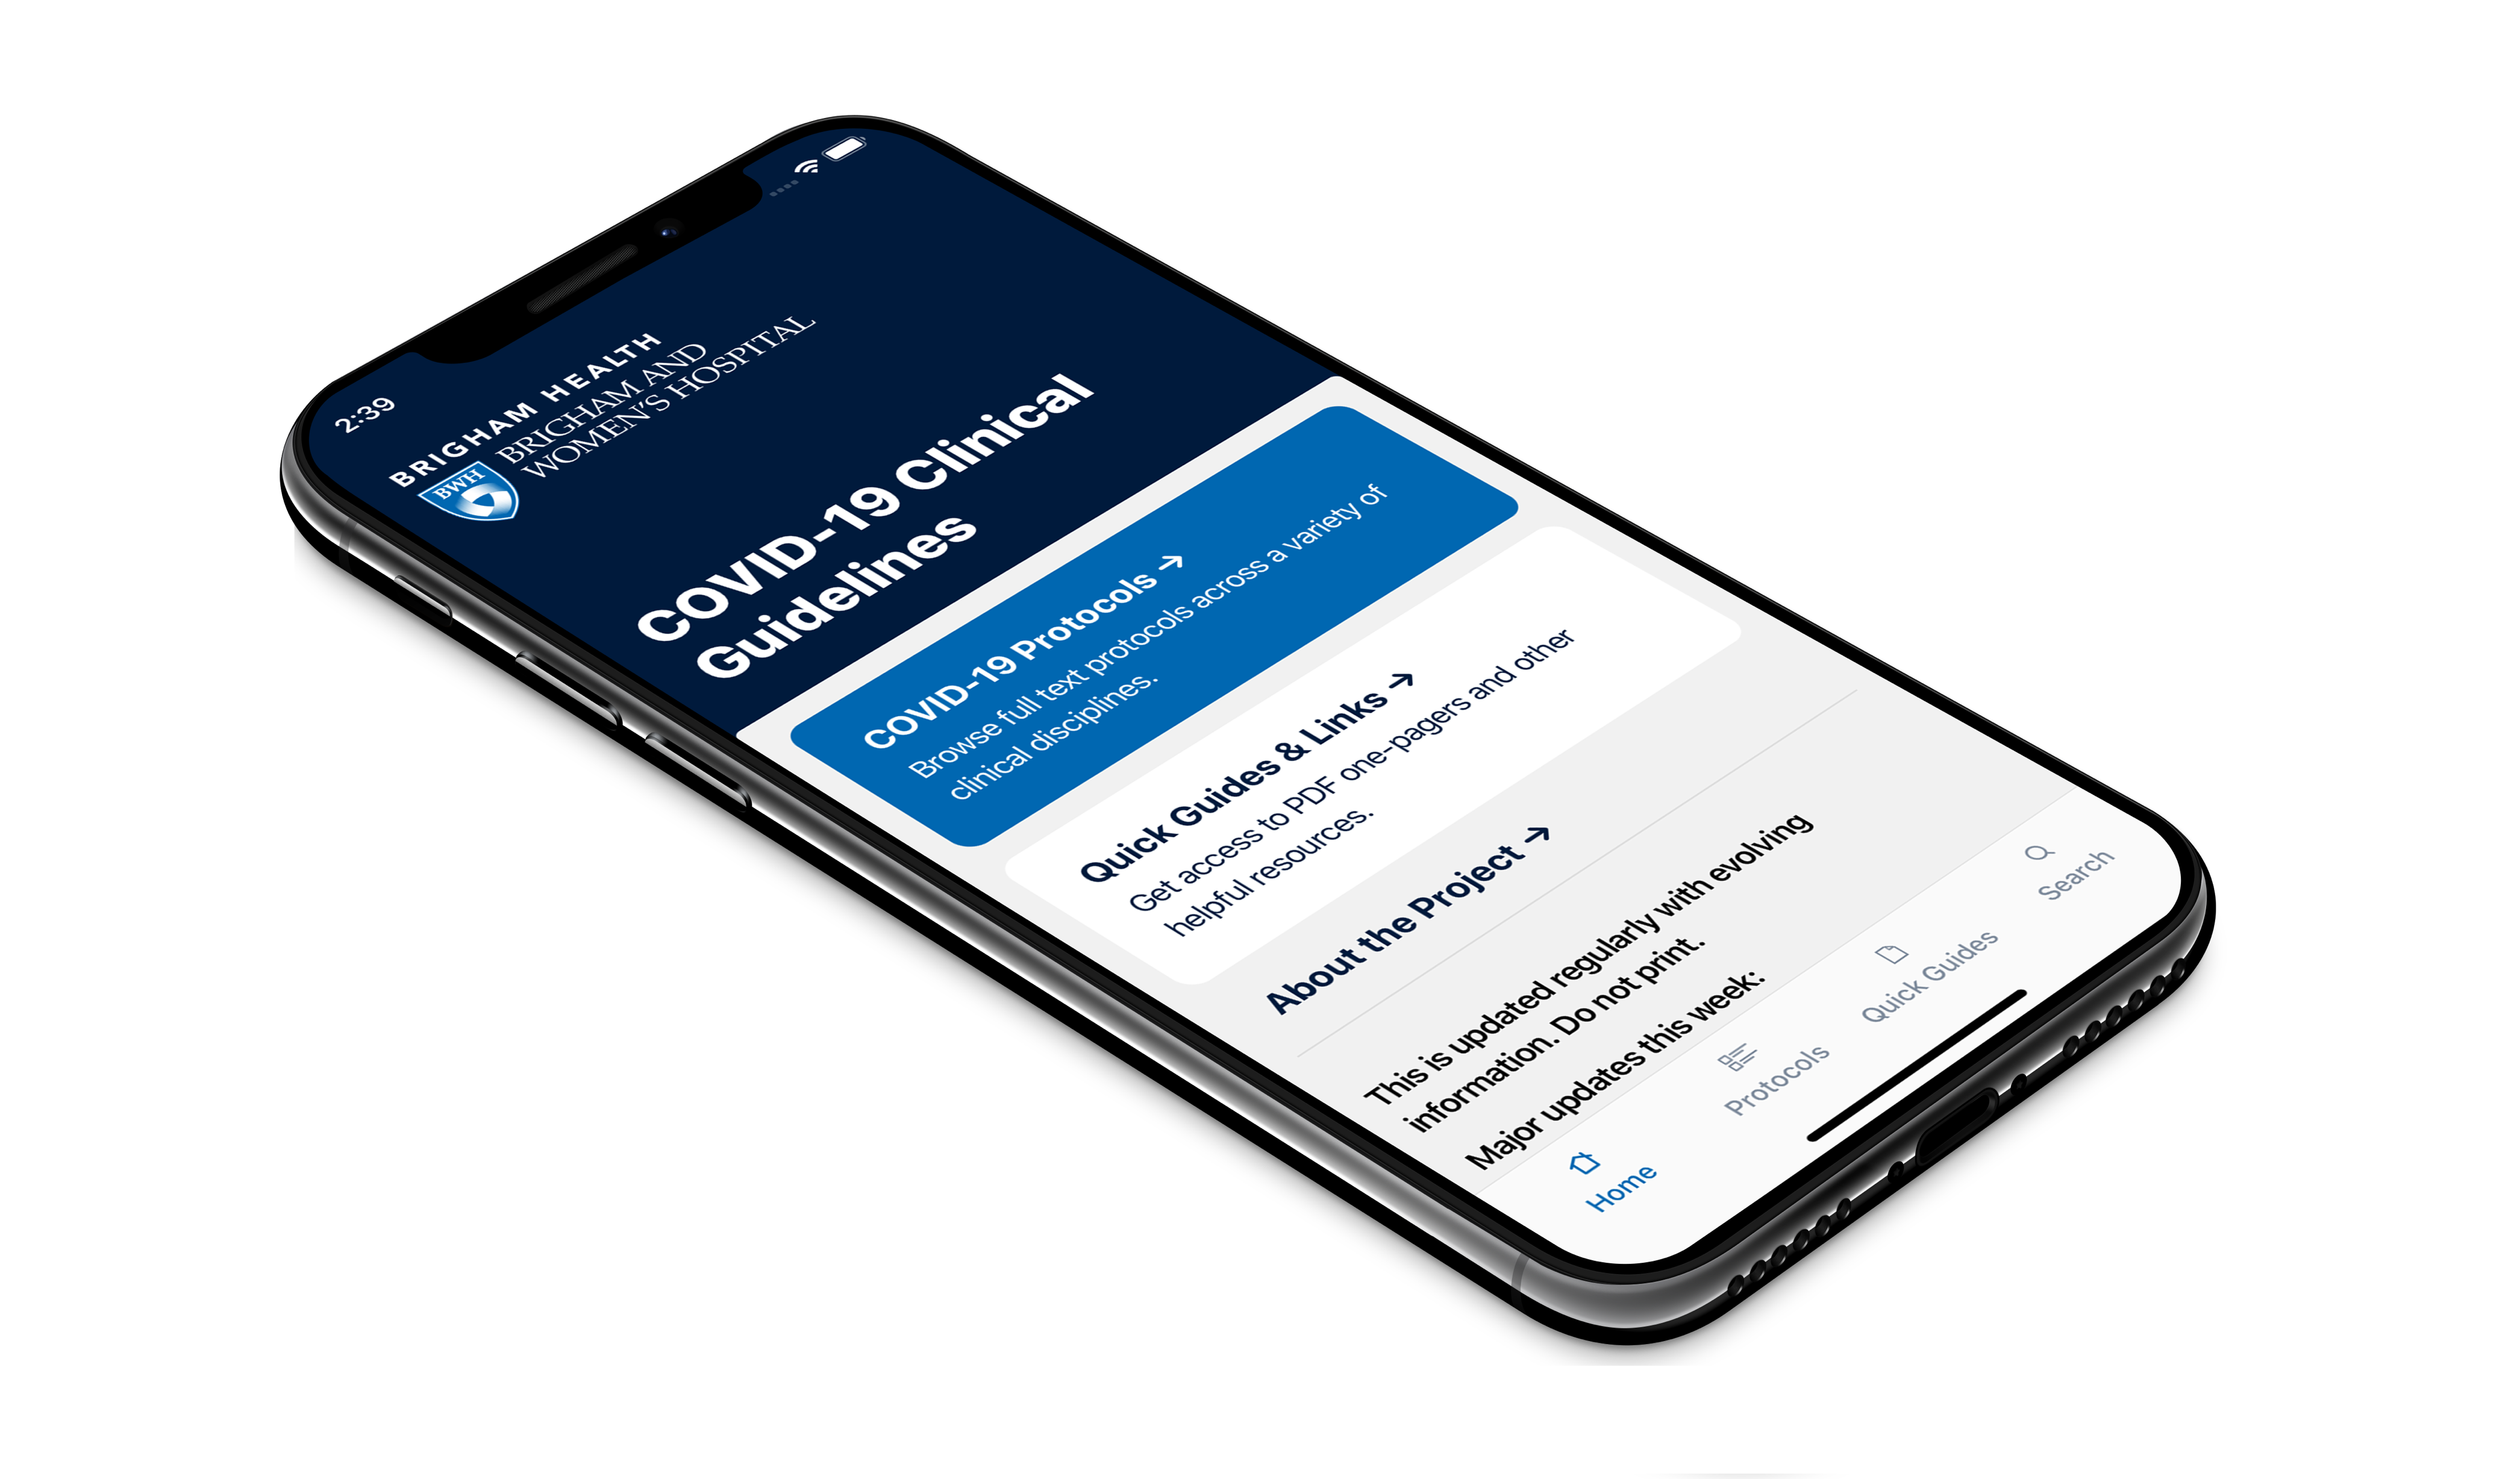 2:39
BRIGHAM HEALTH
BWH
BRIGHAM AND
WOMEN'S HOSPITAL
COVID-19 Clinical
Guidelines
COVID-19 Protocols →
Browse full text protocols across a variety of
clinical disciplines.
Quick Guides & Links →
Get access to PDF one-pagers and other
helpful resources.
About the Project →
This is updated regularly with evolving
information. Do not print.
Major updates this week:
Home
Protocols
Quick Guides
Search